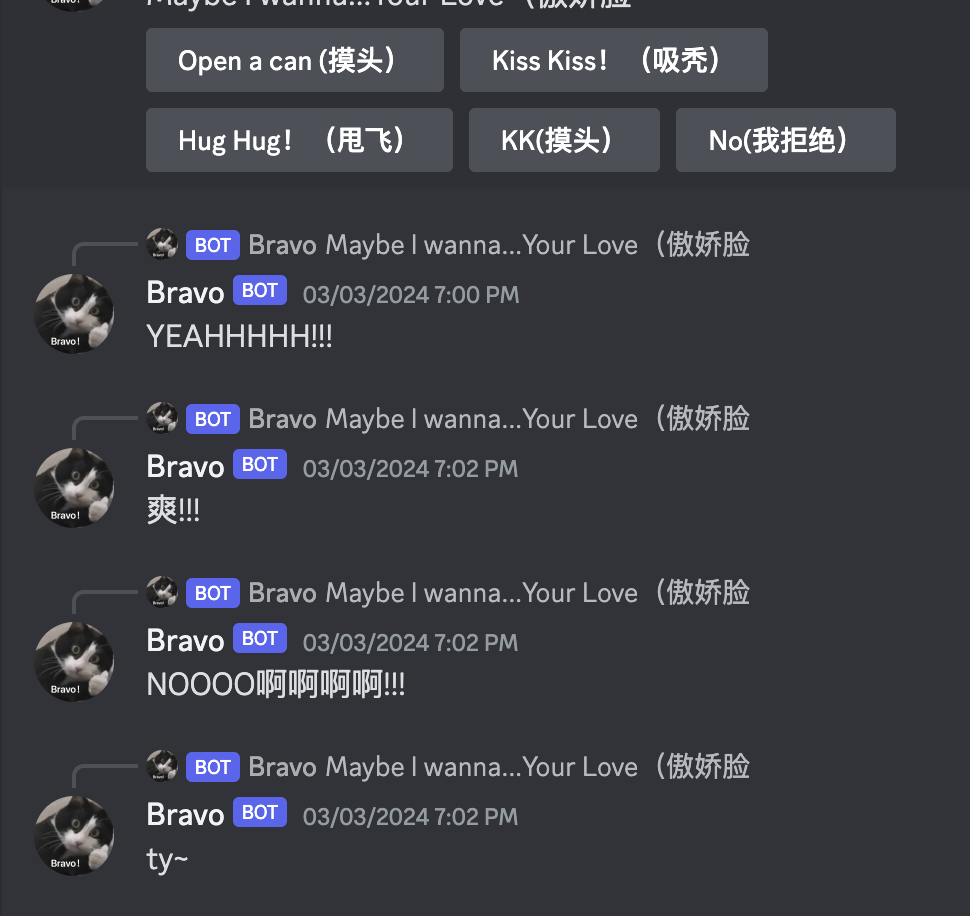 Maybe I wanna...Your Love（傲娇脸
Open a can (摸头）
Kiss Kiss！（吸秃）
Hug Hug！（甩飞）
KK(摸头）
No(我拒绝）
BOT Bravo Maybe I wanna...Your Love（傲娇脸
Bravo BOT 03/03/2024 7:00 PM
Bravo!
YEAHHHHH!!!
BOT Bravo Maybe I wanna...Your Love（傲娇脸
Bravo BOT 03/03/2024 7:02 PM
Bravo!
爽!!!
BOT Bravo Maybe I wanna...Your Love（傲娇脸
Bravo BOT 03/03/2024 7:02 PM
Bravo!
NOOOO啊啊啊啊!!!
BOT Bravo Maybe I wanna...Your Love（傲娇脸
Bravo BOT 03/03/2024 7:02 PM
Bravo!
ty~